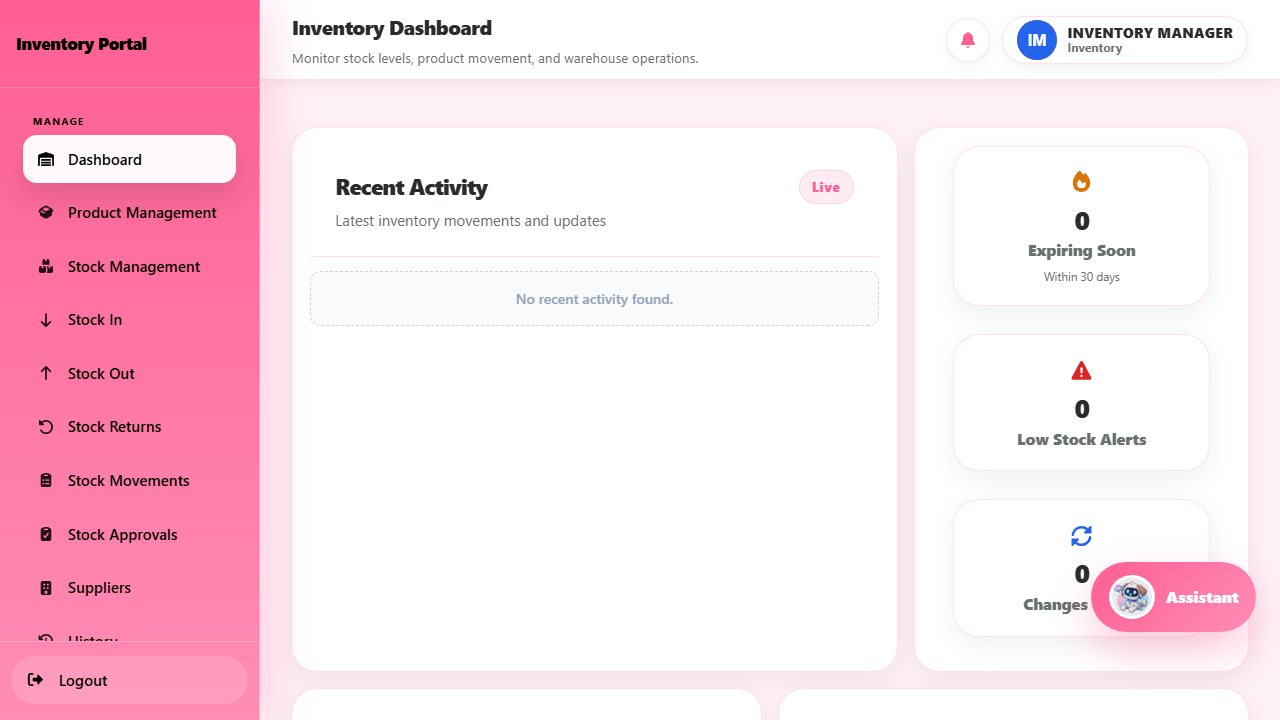 Inventory Portal
MANAGE
Dashboard
Product Management
Stock Management
Stock In
Stock Out
Stock Returns
Stock Movements
Stock Approvals
Suppliers
History
Logout
Inventory Dashboard
Monitor stock levels, product movement, and warehouse operations.
IM
INVENTORY MANAGER
Inventory
Recent Activity
Live
Latest inventory movements and updates
No recent activity found.
0
Expiring Soon
Within 30 days
0
Low Stock Alerts
0
Changes
Assistant